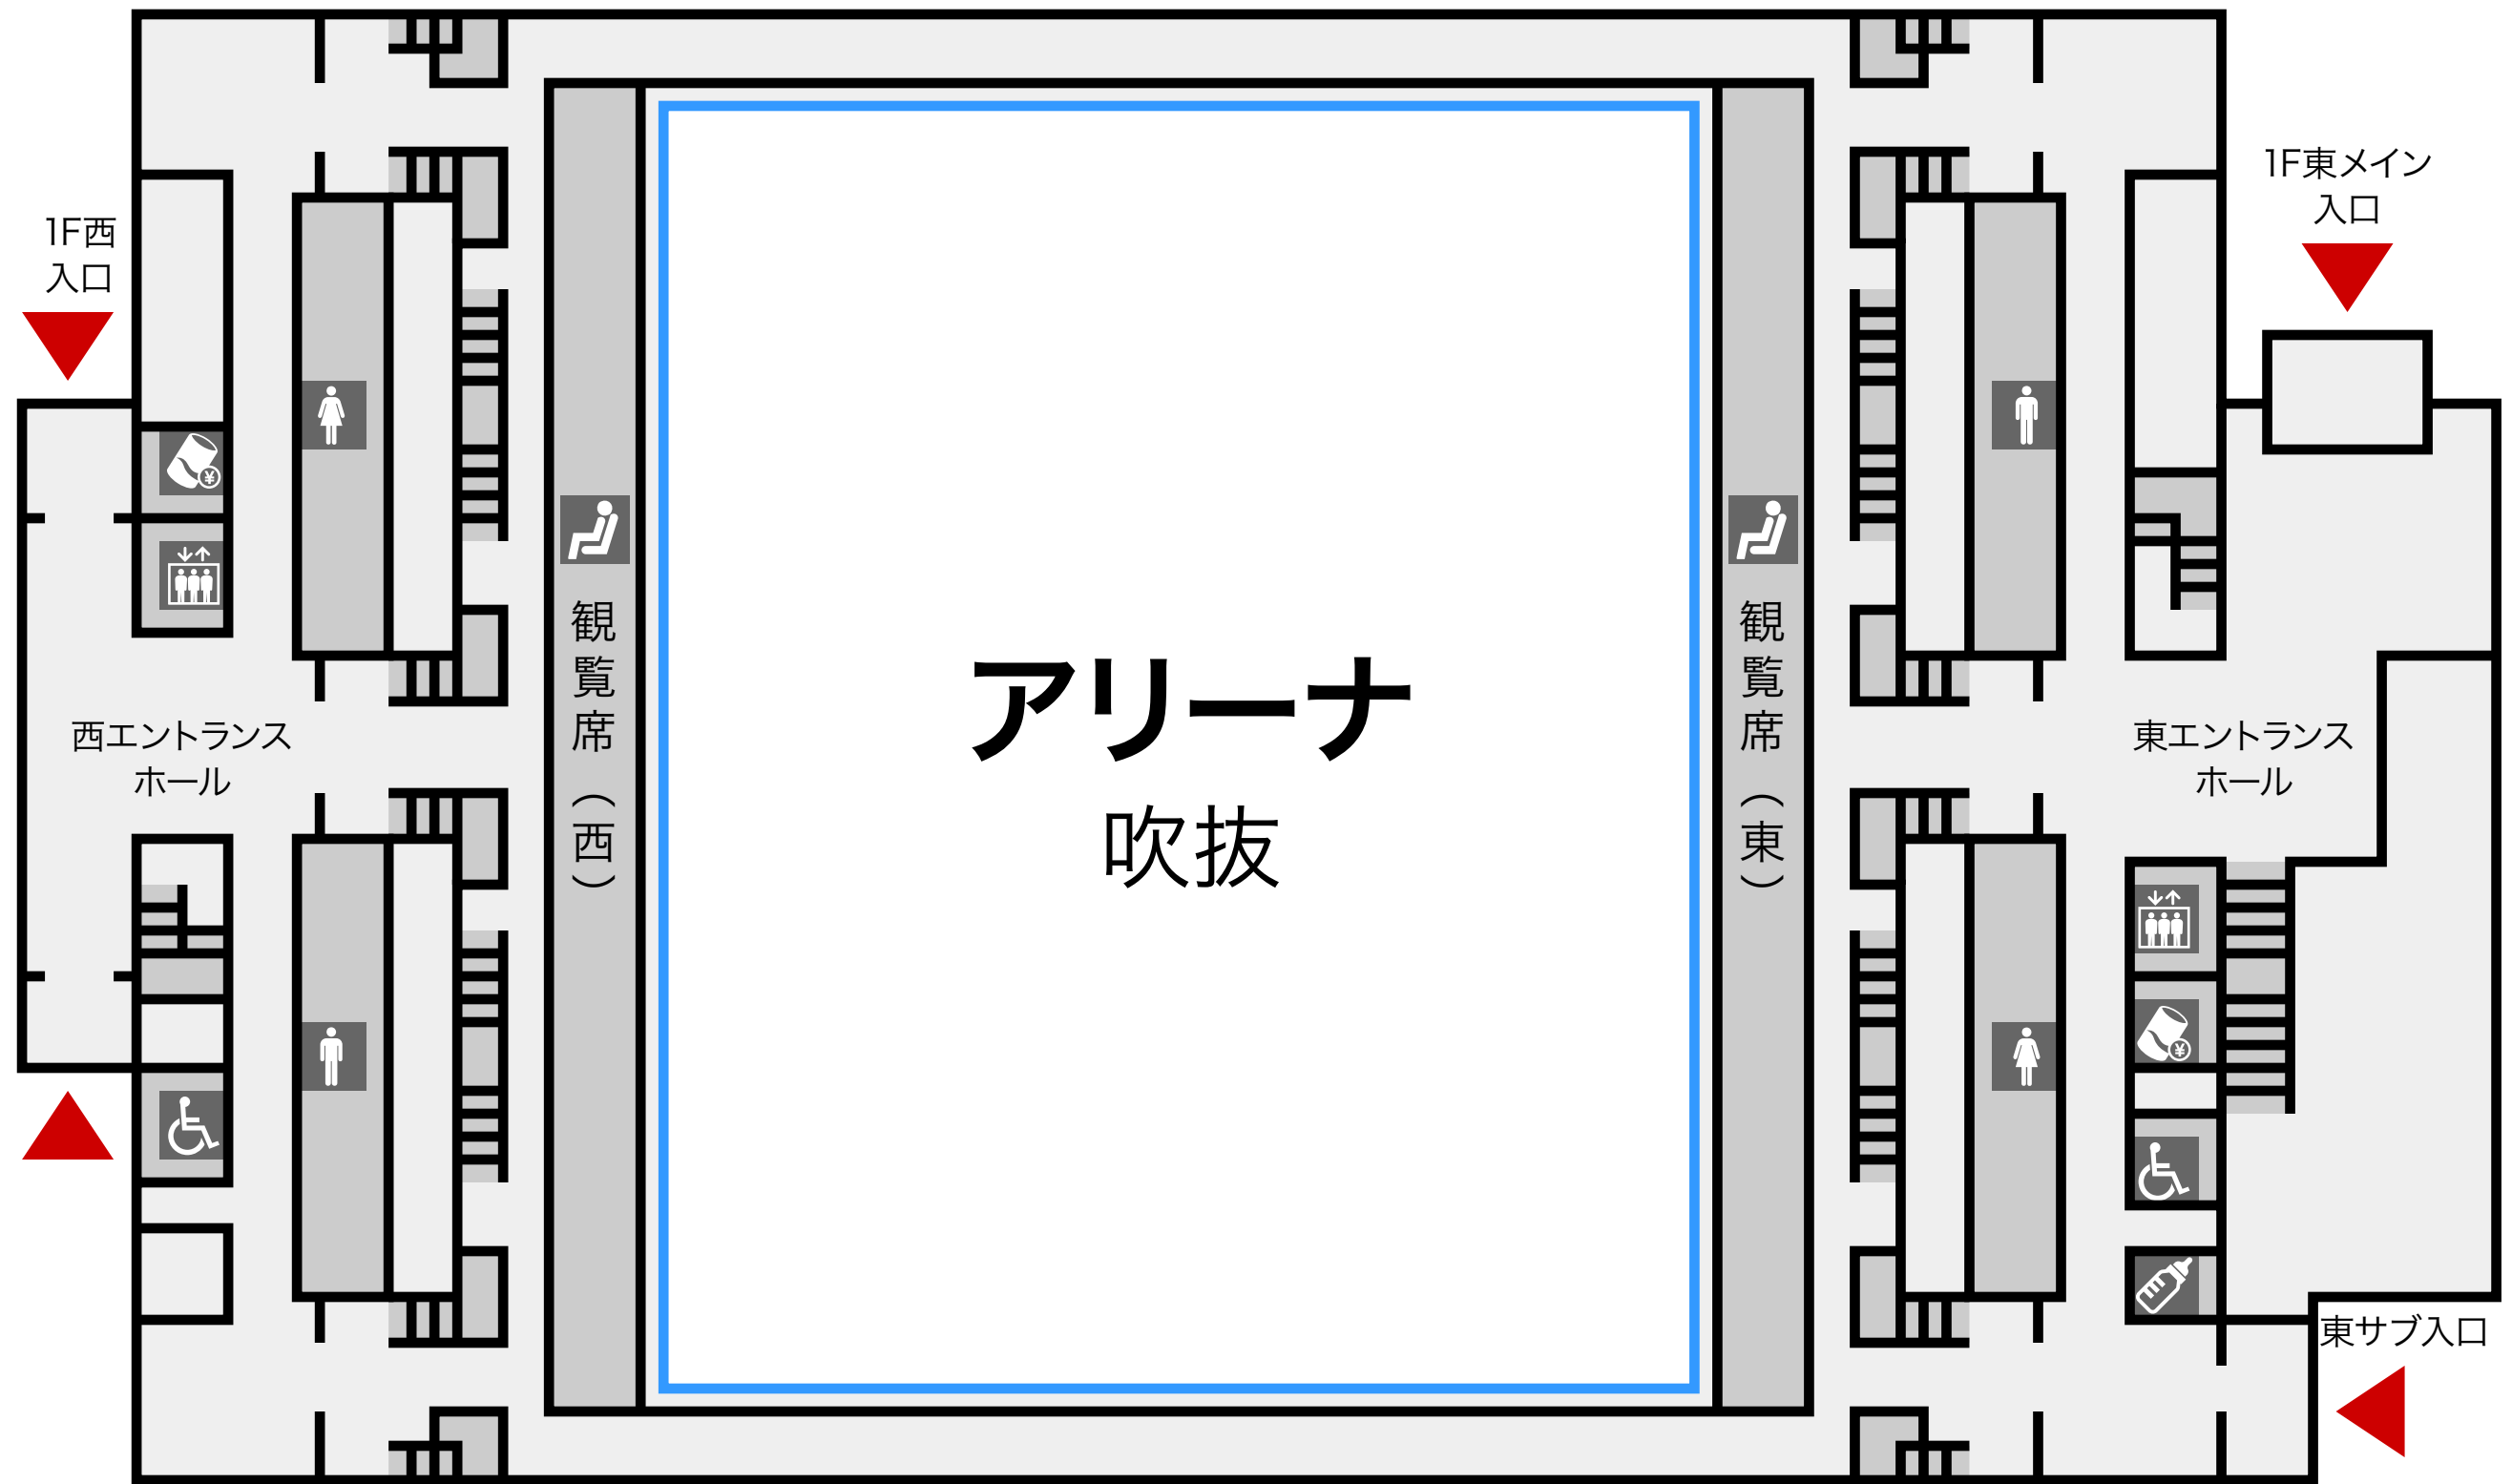 1F東メイン
入口
1F西
入口
観覧席（西）
観覧席（東）
アリーナ
吹抜
西エントランス
ホール
東エントランス
ホール
東サブ入口